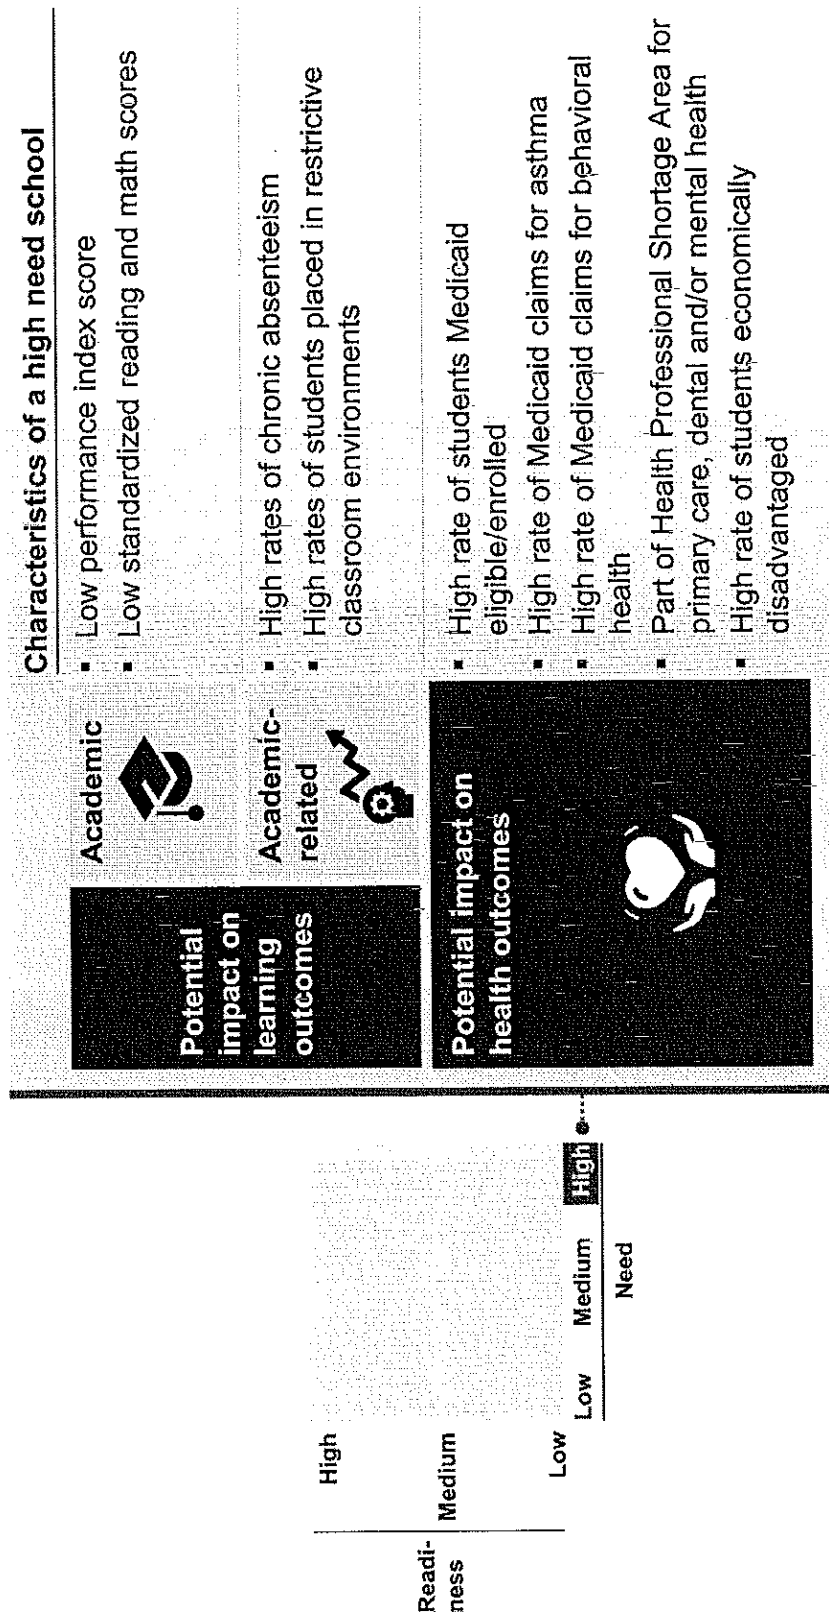 Readi-
ness
High
Medium
Low
Low
Medium
High
Need
Characteristics of a high need school
Potential
impact on
learning
outcomes
Academic
▪ Low performance index score
▪ Low standardized reading and math scores
Academic-
related
▪ High rates of chronic absenteeism
▪ High rates of students placed in restrictive
classroom environments
Potential impact on
health outcomes
▪ High rate of students Medicaid
eligible/enrolled
▪ High rate of Medicaid claims for asthma
▪ High rate of Medicaid claims for behavioral
health
▪ Part of Health Professional Shortage Area for
primary care, dental and/or mental health
▪ High rate of students economically
disadvantaged